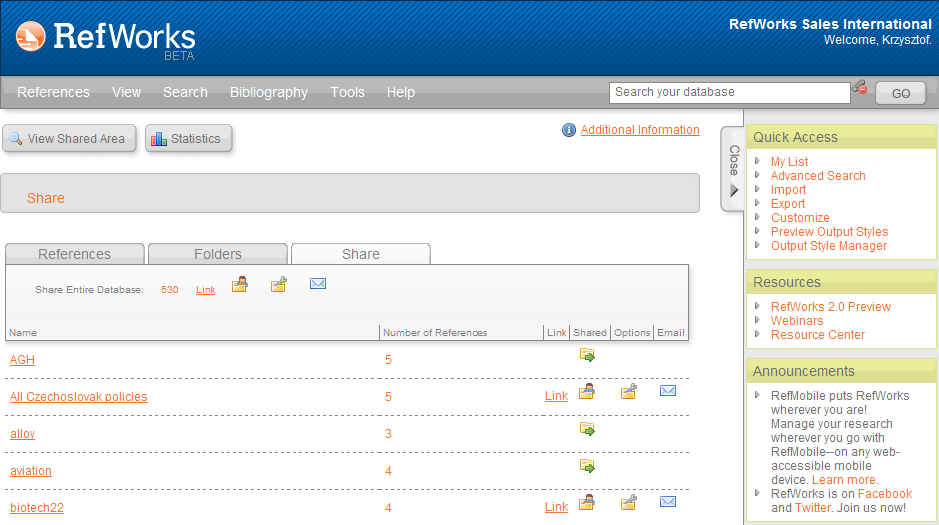 RefWorks
BETA
RefWorks Sales International
Welcome, Krzysztof.
References View Search Bibliography Tools Help
Search your database
GO
View Shared Area
Statistics
Additional Information
Share
References Folders Share
Share Entire Database: 530 Link
Name Number of References Link Shared Options Email
AGH 5
All Czechoslovak policies 5 Link
alloy 3
aviation 4
biotech22 4 Link
Close
Quick Access
My List
Advanced Search
Import
Export
Customize
Preview Output Styles
Output Style Manager
Resources
RefWorks 2.0 Preview
Webinars
Resource Center
Announcements
RefMobile puts RefWorks
wherever you are!
Manage your research
wherever you go with
RefMobile--on any web-
accessible mobile
device. Learn more.
RefWorks is on Facebook
and Twitter. Join us now!